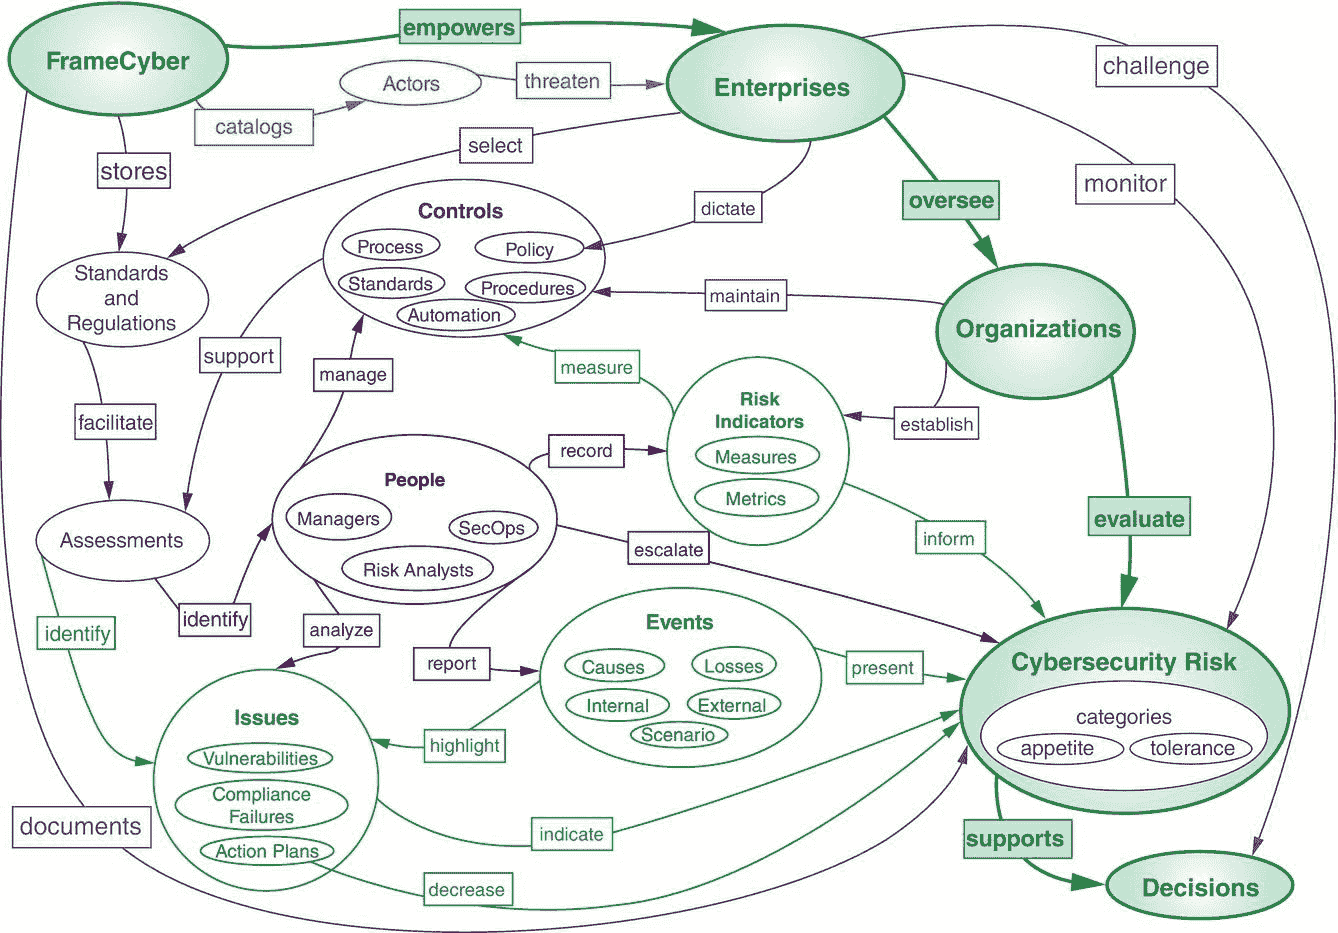 FrameCyber
empowers
Enterprises
challenge
Actors
threaten
catalogs
select
stores
monitor
dictate
oversee
Controls
Process
Policy
Standards
Procedures
Automation
Standards
and
Regulations
maintain
Organizations
support
manage
measure
Risk
Indicators
Measures
Metrics
establish
facilitate
record
People
Managers
SecOps
Risk Analysts
evaluate
inform
escalate
Assessments
identify
identify
analyze
report
Events
Causes
Losses
Internal
External
Scenario
present
Cybersecurity Risk
categories
appetite
tolerance
Issues
Vulnerabilities
Compliance
Failures
Action Plans
highlight
documents
indicate
decrease
supports
Decisions